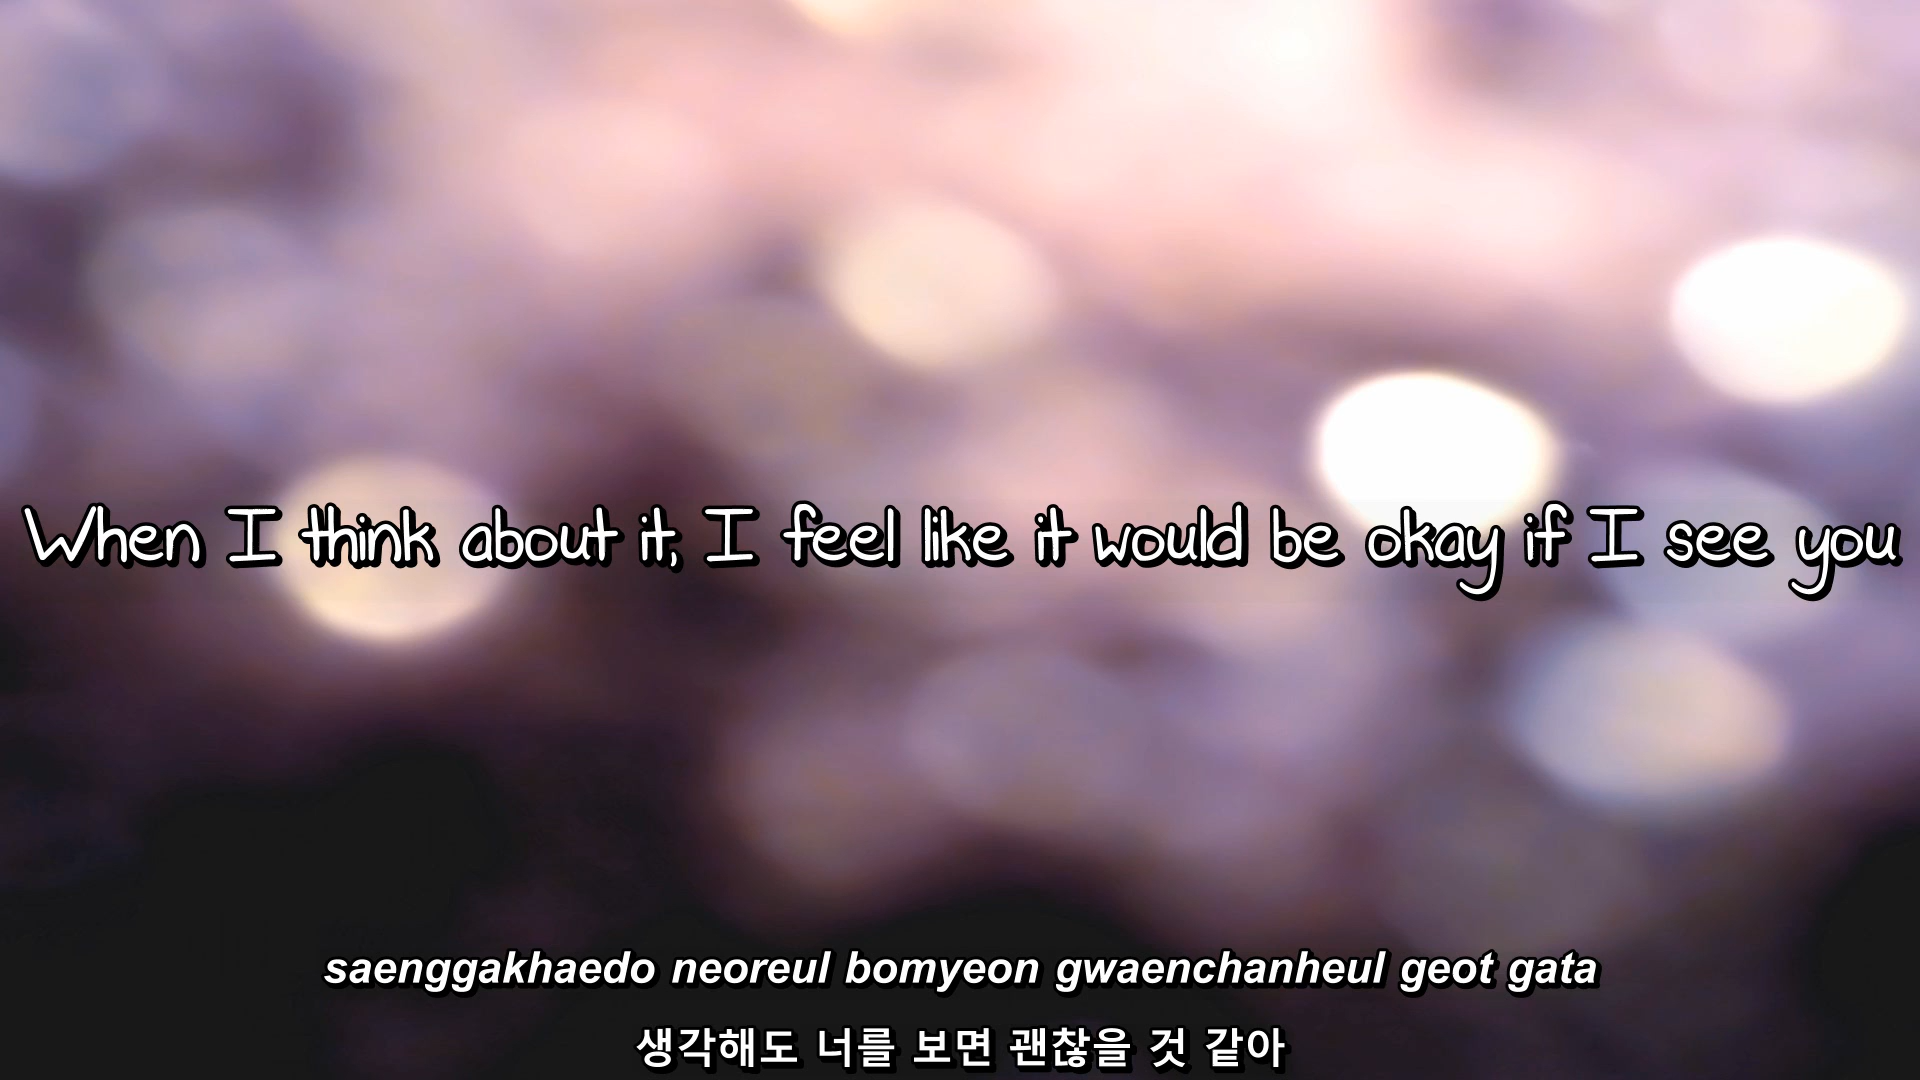 When I think about it, I feel like it would be okay if I see you
saenggakhaedo neoreul bomyeon gwaenchanheul geot gata
생각해도 너를 보면 괜찮을 것 같아